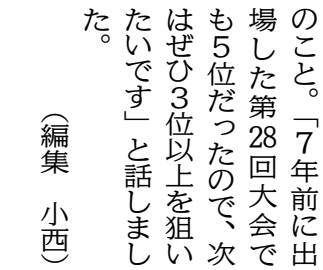 のこと。「７年前に出
場した第28回大会で
も５位だったので、次
はぜひ３位以上を狙い
たいです」と話しまし
た。
（編集　小西）